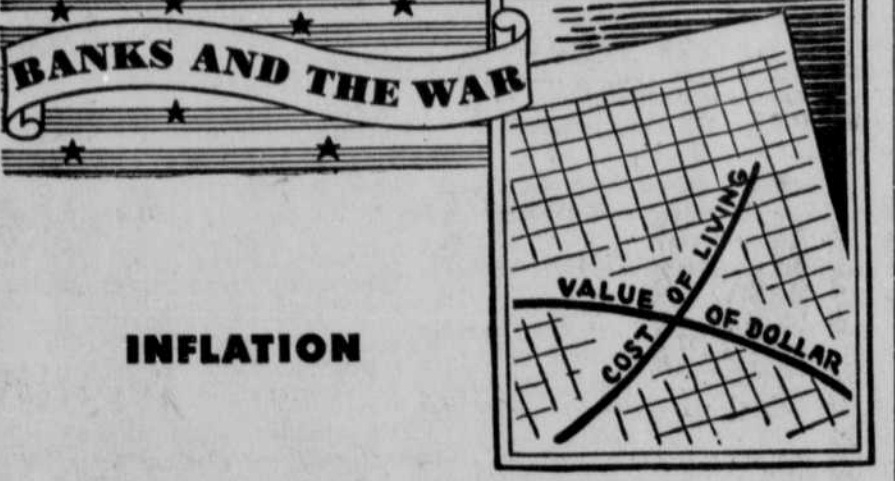 BANKS AND THE WAR
INFLATION
COST OF LIVING
VALUE OF DOLLAR